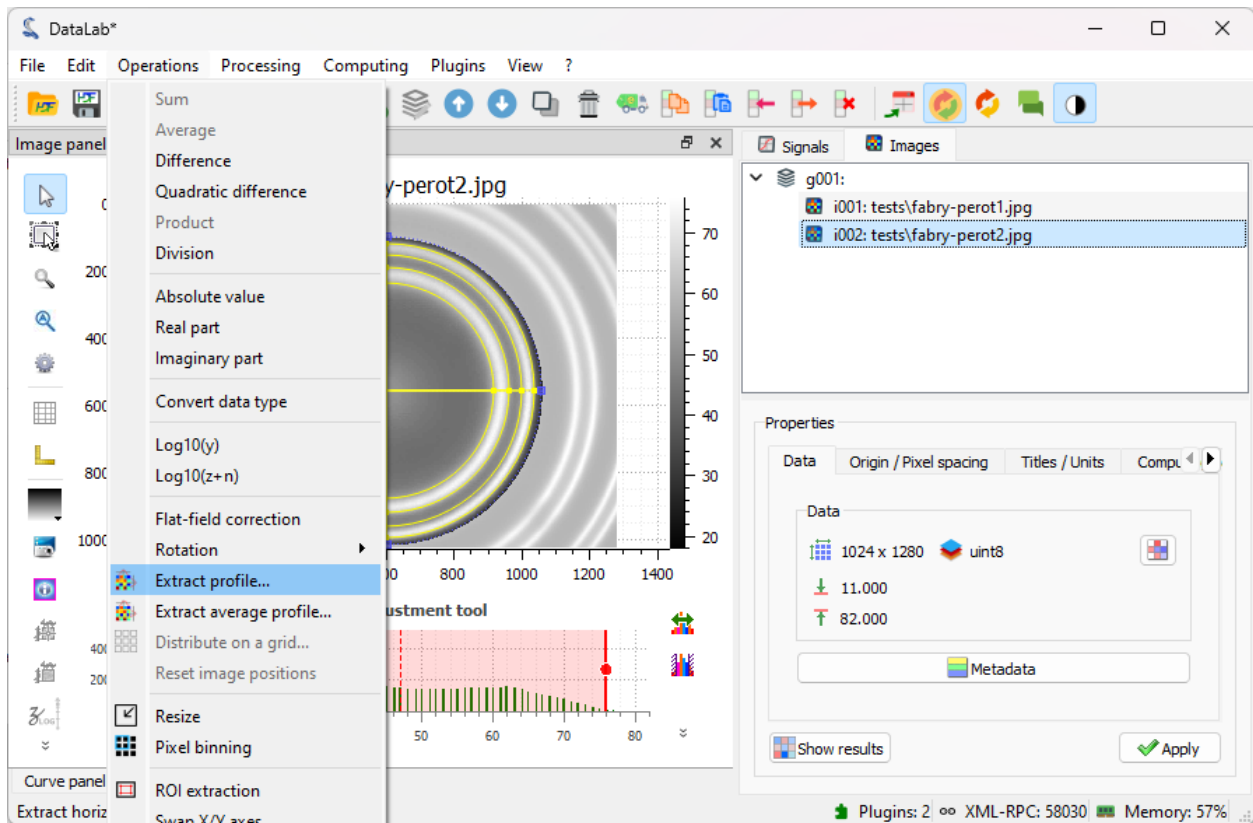 DataLab*
File Edit Operations Processing Computing Plugins View ?
Image panel
Sum
Average
Difference
Quadratic difference
Product
Division
Absolute value
Real part
Imaginary part
Convert data type
Log10(y)
Log10(z+n)
Flat-field correction
Rotation
Extract profile...
Extract average profile...
Distribute on a grid...
Reset image positions
Resize
Pixel binning
ROI extraction
Swap X/Y axes
y-perot2.jpg
200
400
600
800
1000
70
60
50
40
30
20
800 1000 1200 1400
ustment tool
50 60 70 80
Signals Images
g001:
i001: tests\fabry-perot1.jpg
i002: tests\fabry-perot2.jpg
Properties
Data Origin / Pixel spacing Titles / Units
Data
1024 x 1280 uint8
11.000
82.000
Metadata
Show results Apply
Curve panel
Extract horiz
Plugins: 2 XML-RPC: 58030 Memory: 57%